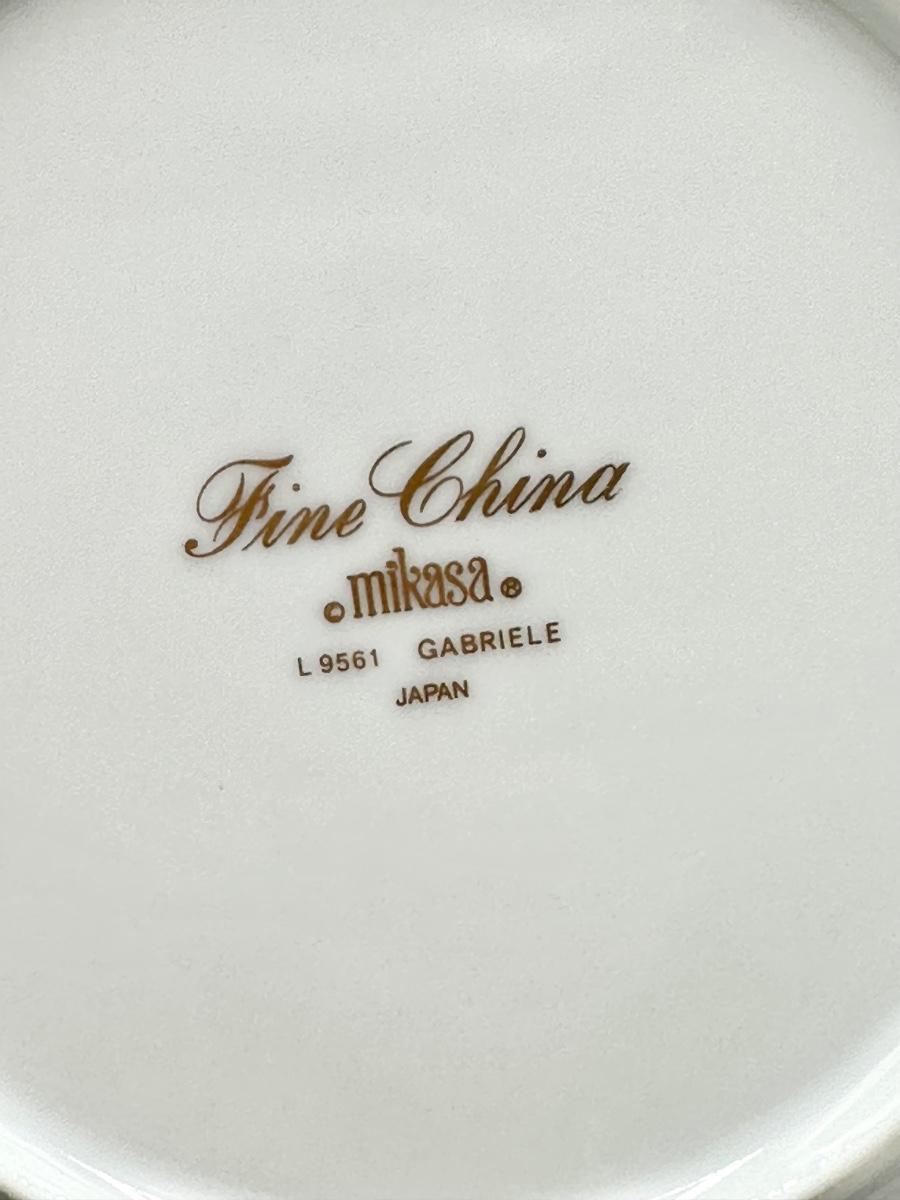 Fine China
© mikasa ®
L 9561 GABRIELE
JAPAN